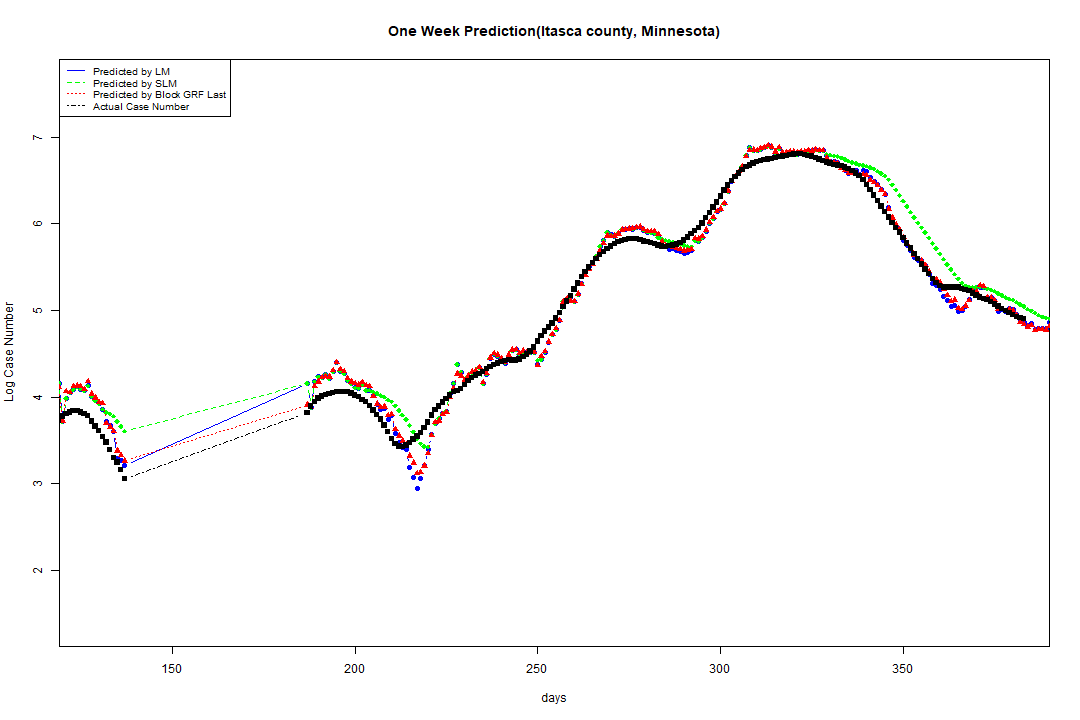 One Week Prediction(Itasca county, Minnesota)
Predicted by LM
Predicted by SLM
Predicted by Block GRF Last
Actual Case Number
7
6
5
4
3
2
Log Case Number
150 200 250 300 350
days